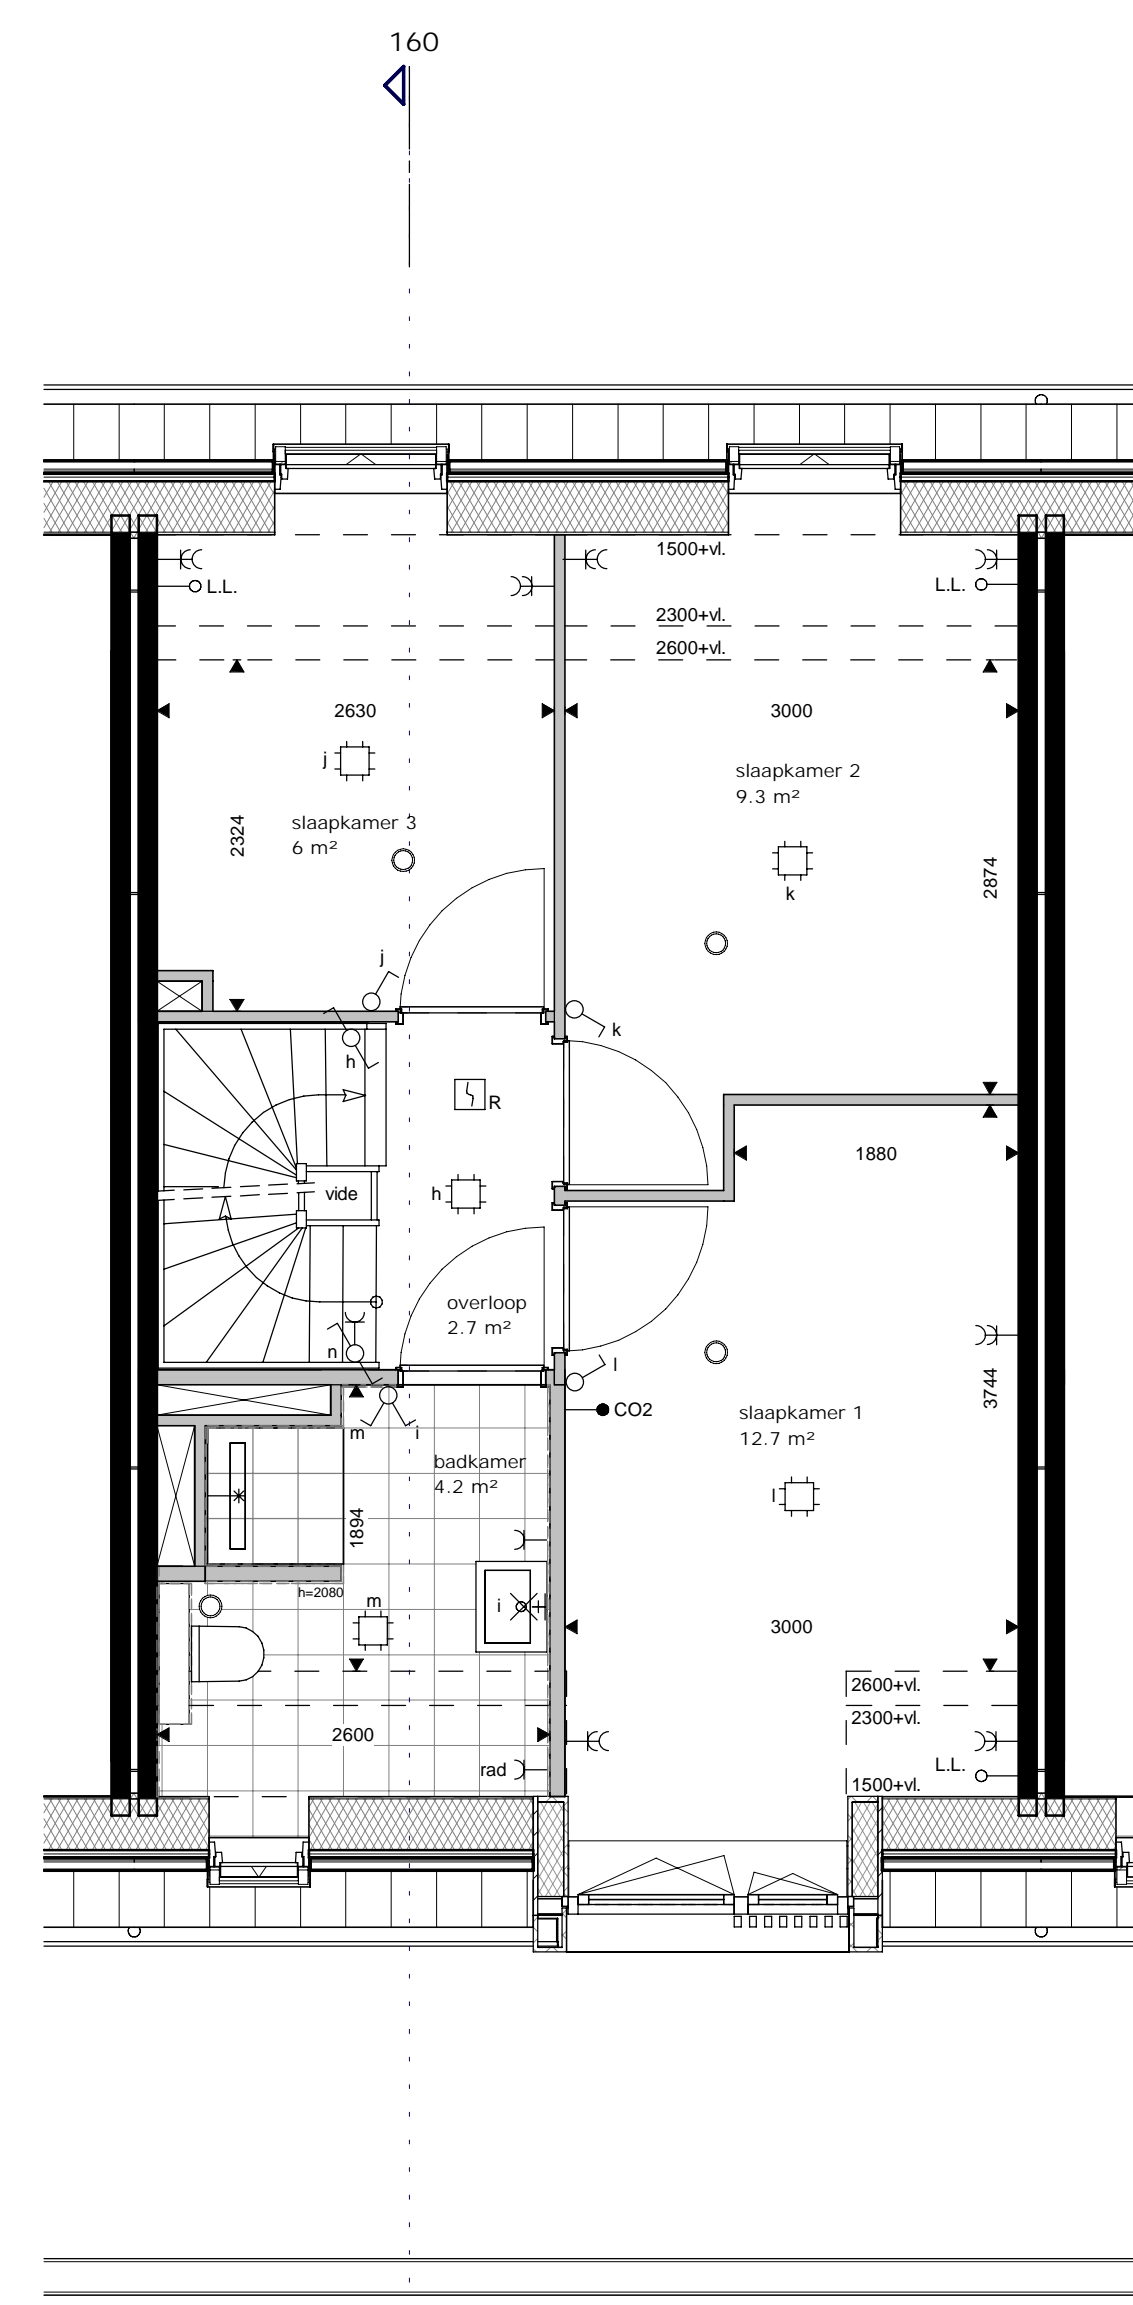 160
1500+vl.
L.L.
L.L.
2300+vl.
2600+vl.
2630
3000
j
slaapkamer 2
9.3 m²
slaapkamer 3
6 m²
2324
2874
k
j
k
h
R
1880
h
vide
overloop
2.7 m²
n
l
3744
CO2
slaapkamer 1
12.7 m²
m
i
badkamer
4.2 m²
l
1894
h=2080
m
i
3000
2600+vl.
2300+vl.
2600
L.L.
rad
1500+vl.